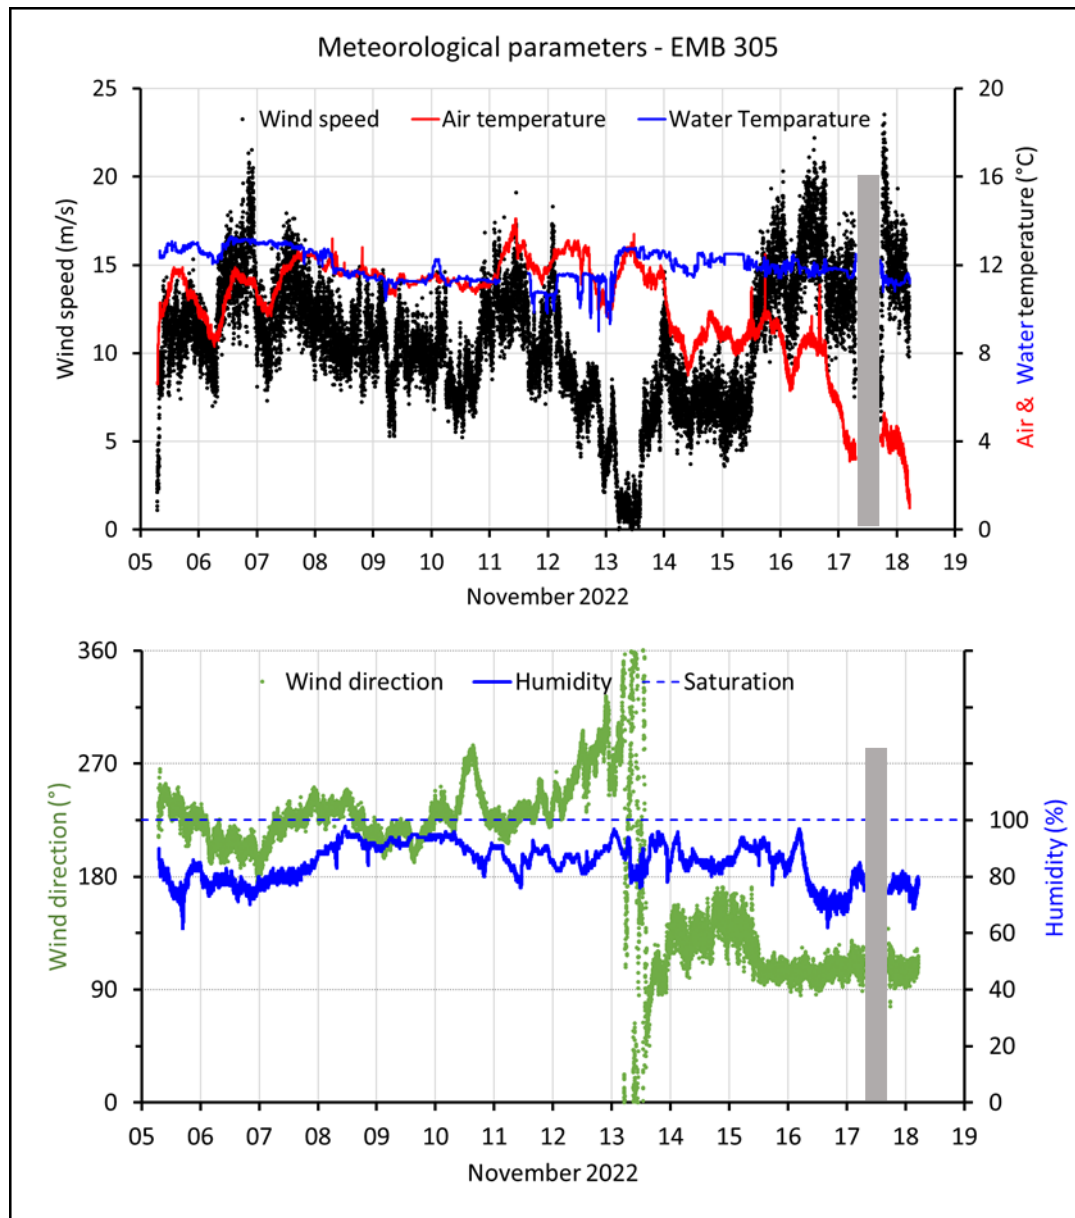 Meteorological parameters - EMB 305
25 20
Wind speed Air temperature Water Temparature
20 16
15 12
10 8
5 4
0 0
Wind speed (m/s)
Air & Water temperature (°C)
05 06 07 08 09 10 11 12 13 14 15 16 17 18 19
November 2022
360
Wind direction Humidity Saturation
270
100
180 80
60
90 40
20
0 0
Wind direction (°)
Humidity (%)
05 06 07 08 09 10 11 12 13 14 15 16 17 18 19
November 2022